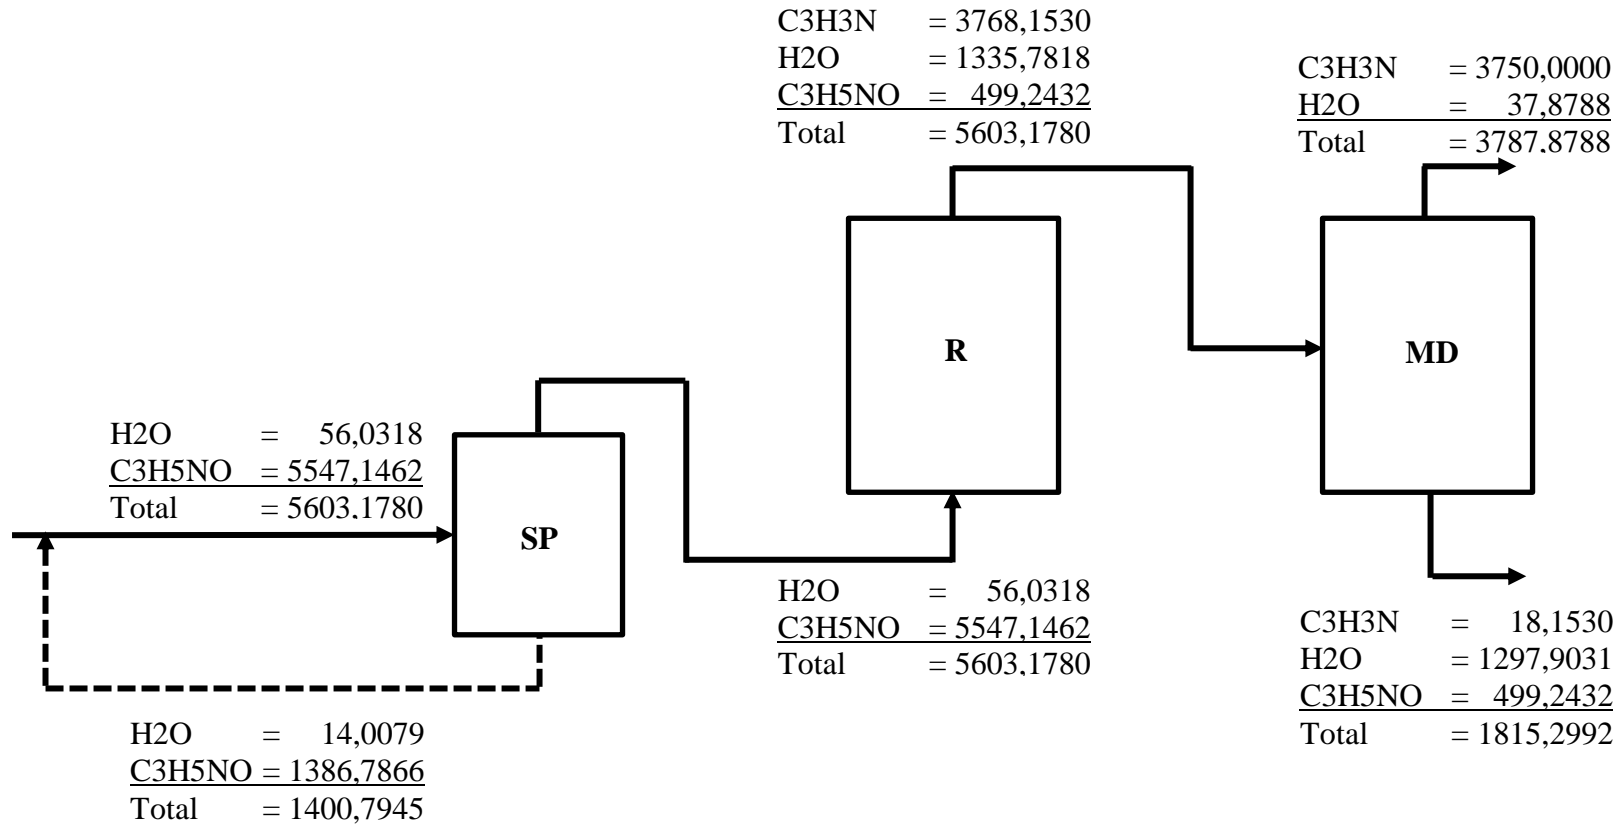 C3H3N = 3768,1530
H2O = 1335,7818
C3H5NO = 499,2432
Total = 5603,1780
C3H3N = 3750,0000
H2O = 37,8788
Total = 3787,8788
R
MD
H2O = 56,0318
C3H5NO = 5547,1462
Total = 5603,1780
SP
H2O = 56,0318
C3H5NO = 5547,1462
Total = 5603,1780
C3H3N = 18,1530
H2O = 1297,9031
C3H5NO = 499,2432
Total = 1815,2992
H2O = 14,0079
C3H5NO = 1386,7866
Total = 1400,7945